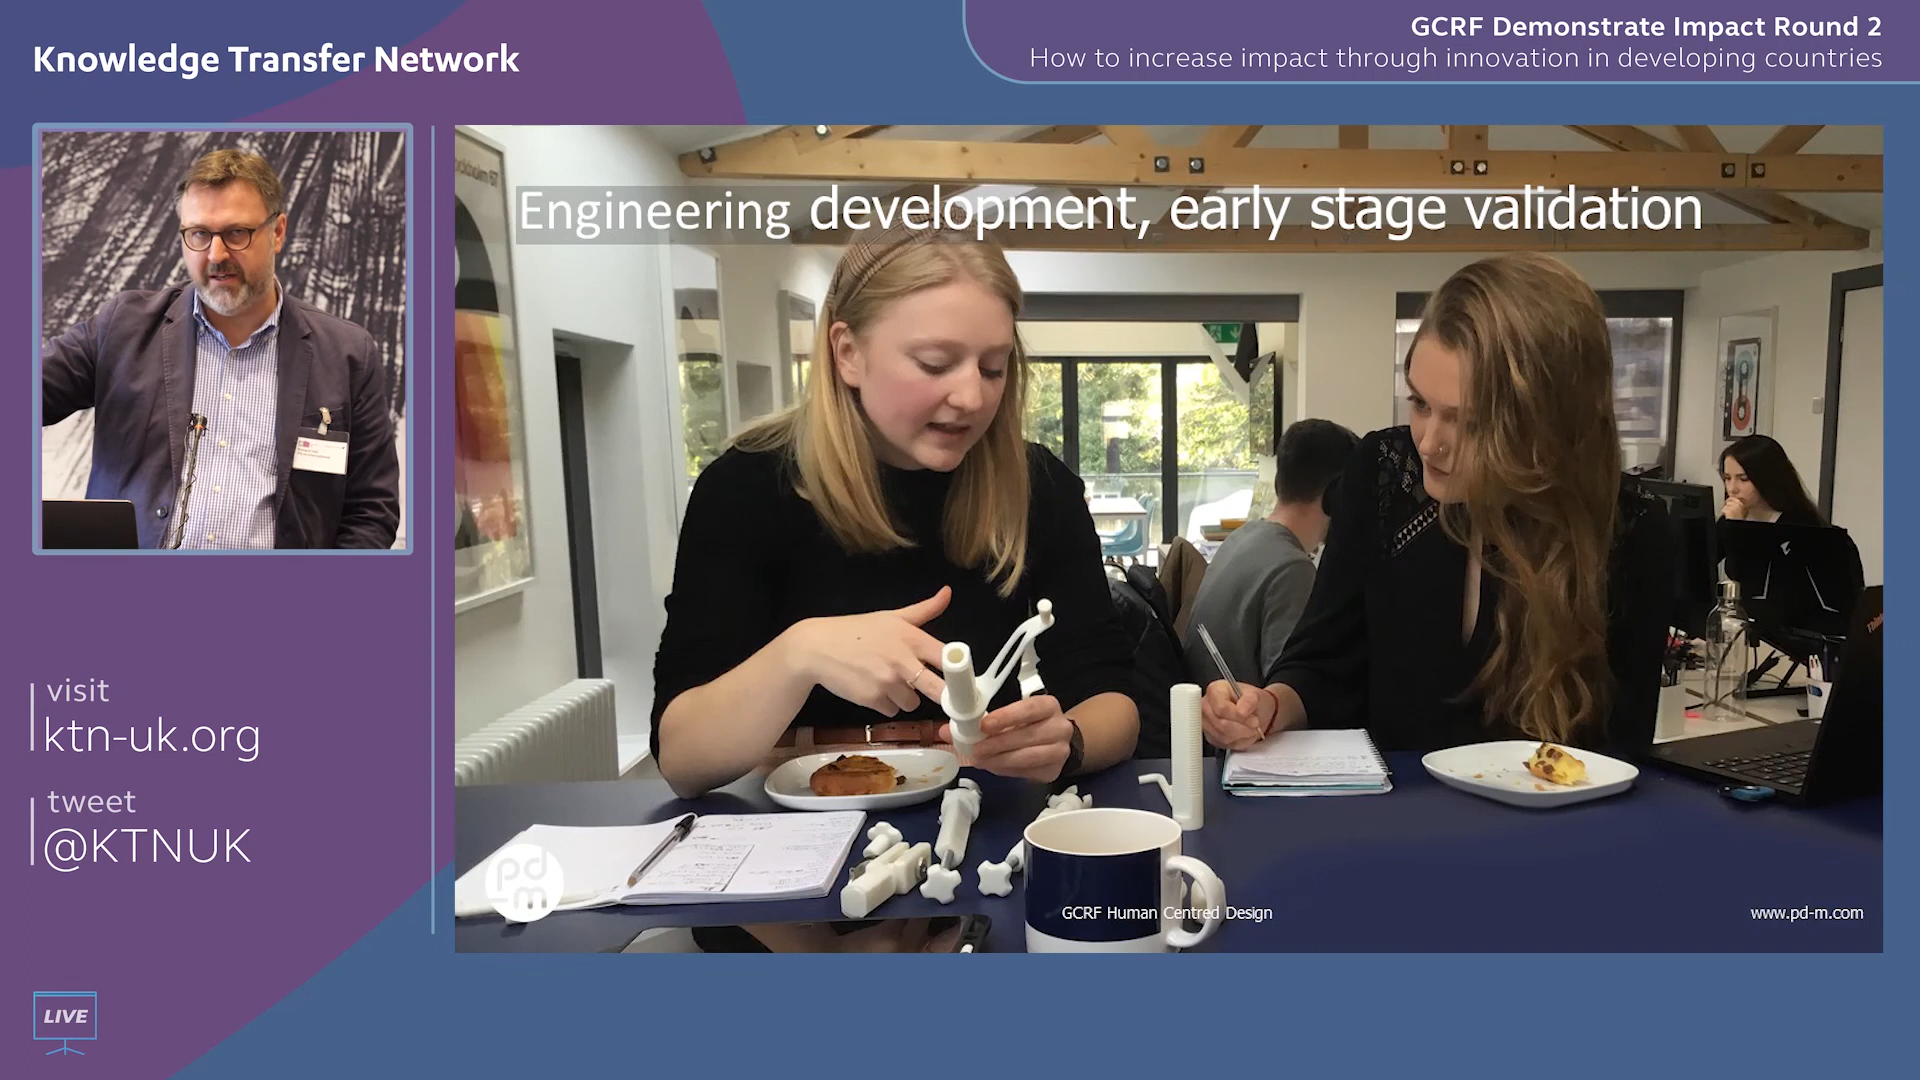 Knowledge Transfer Network
GCRF Demonstrate Impact Round 2
How to increase impact through innovation in developing countries
Engineering development, early stage validation
visit
ktn-uk.org
tweet
@KTNUK
pd
m
GCRF Human Centred Design
www.pd-m.com
LIVE